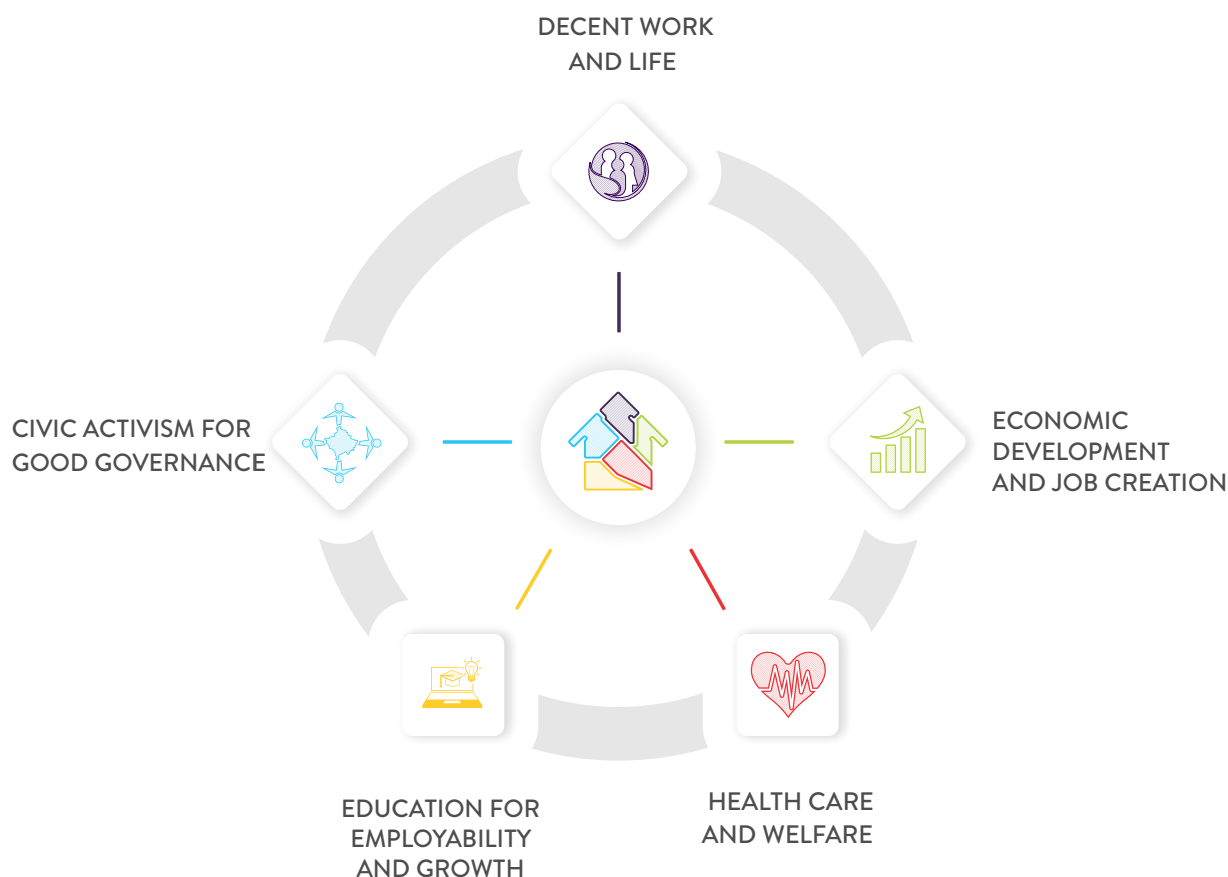 DECENT WORK
AND LIFE
CIVIC ACTIVISM FOR
GOOD GOVERNANCE
ECONOMIC
DEVELOPMENT
AND JOB CREATION
EDUCATION FOR
EMPLOYABILITY
AND GROWTH
HEALTH CARE
AND WELFARE